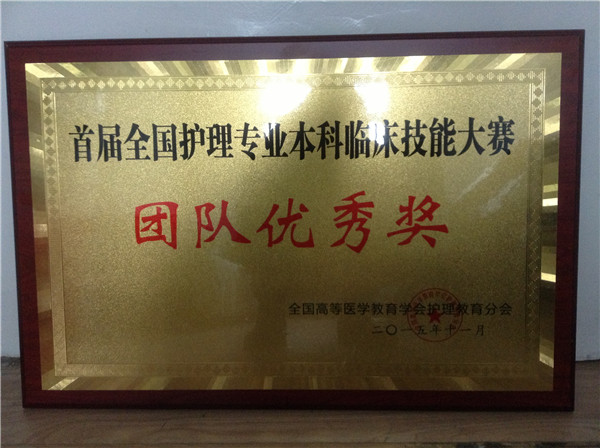 首届全国护理专业本科临床技能大赛
团队优秀奖
全国高等医学教育学会护理教育分会
二〇一五年十一月